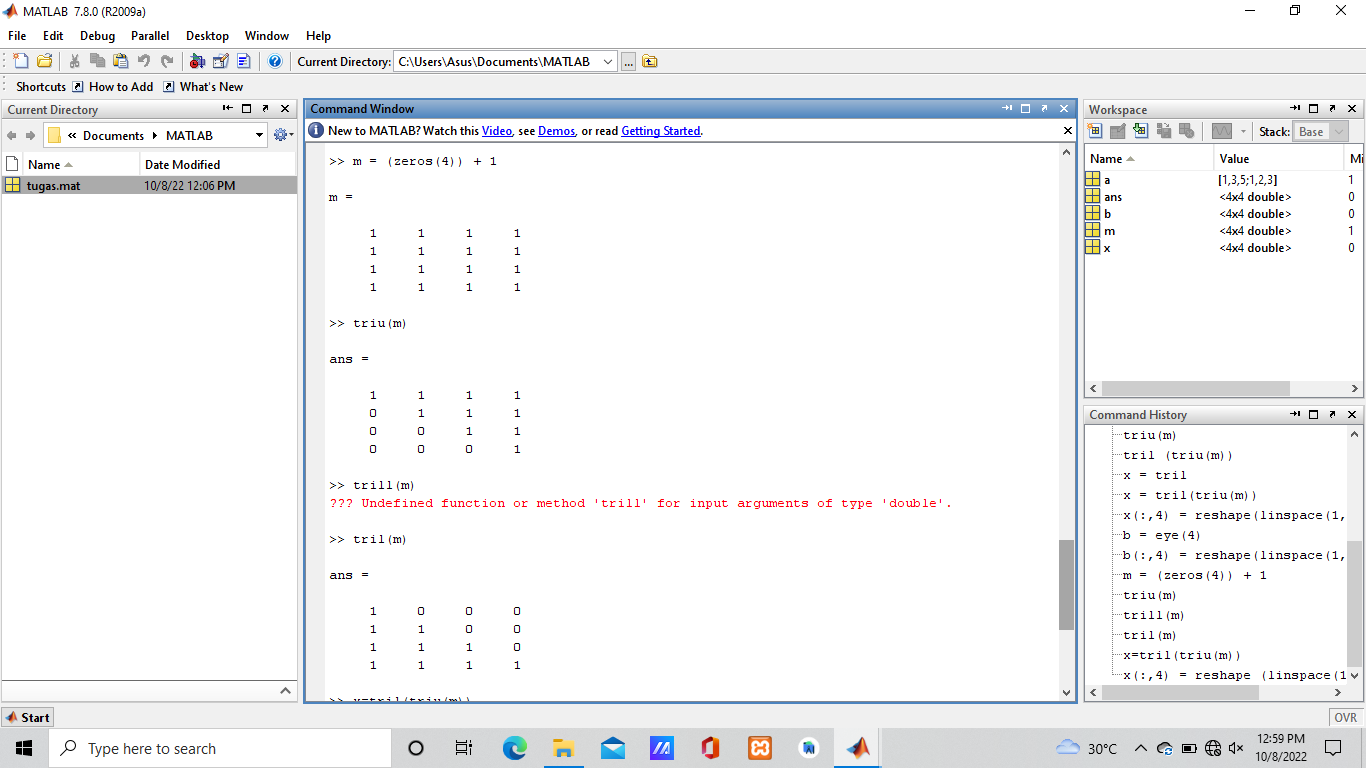 MATLAB 7.8.0 (R2009a)
File Edit Debug Parallel Desktop Window Help
Current Directory: C:\Users\Asus\Documents\MATLAB ...
Shortcuts How to Add What's New
Current Directory
« Documents MATLAB
Name Date Modified
tugas.mat 10/8/22 12:06 PM
Command Window
New to MATLAB? Watch this Video, see Demos, or read Getting Started.
>> m = (zeros(4)) + 1
m =
1 1 1 1
1 1 1 1
1 1 1 1
1 1 1 1
>> triu(m)
ans =
1 1 1 1
0 1 1 1
0 0 1 1
0 0 0 1
>> trill(m)
??? Undefined function or method 'trill' for input arguments of type 'double'.
>> tril(m)
ans =
1 0 0 0
1 1 0 0
1 1 1 0
1 1 1 1
>> x=tril(triu(m))
Workspace
Stack: Base
Name Value Mi
a [1,3,5;1,2,3] 1
ans <4x4 double> 0
b <4x4 double> 0
m <4x4 double> 1
x <4x4 double> 0
Command History
triu(m)
tril (triu(m))
x = tril
x = tril(triu(m))
x(:,4) = reshape(linspace(1,
b = eye(4)
b(:,4) = reshape(linspace(1,
m = (zeros(4)) + 1
triu(m)
trill(m)
tril(m)
x=tril(triu(m))
x(:,4) = reshape (linspace(1
Start
OVR
Type here to search
30°C
12:59 PM
10/8/2022